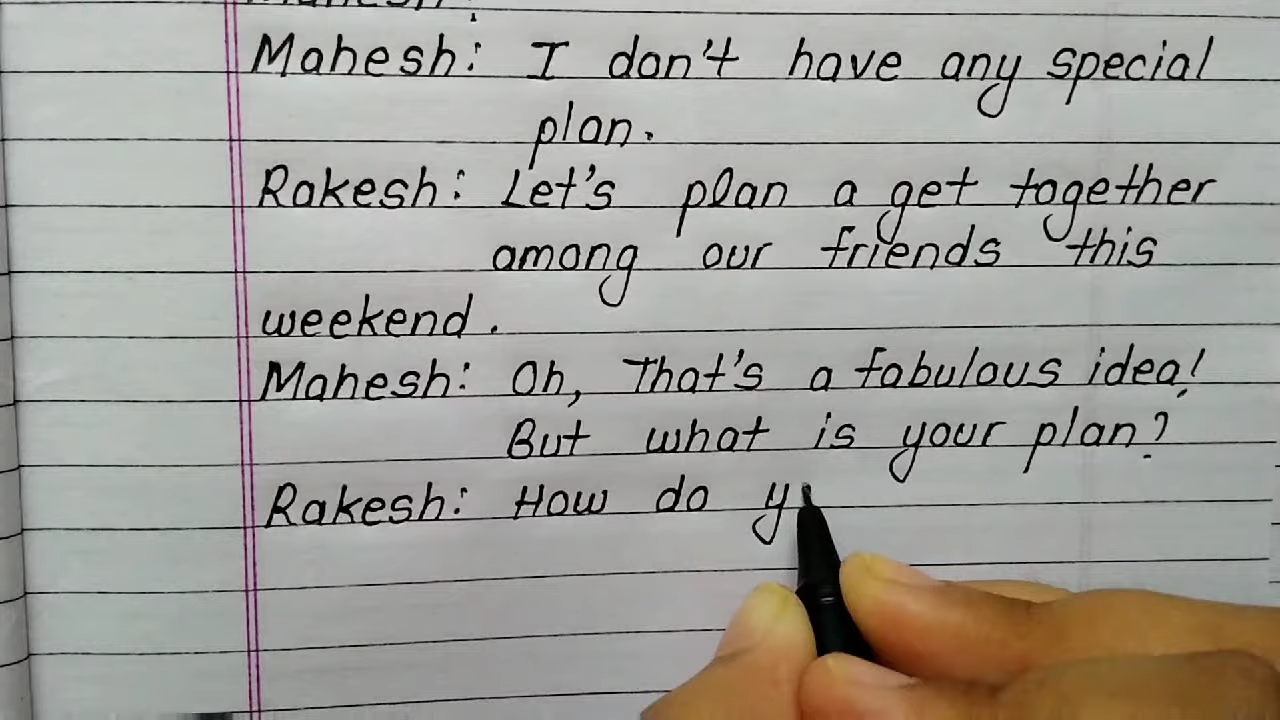 Mahesh: I don't have any special
plan.
Rakesh: Let's plan a get together
among our friends this
weekend.
Mahesh: Oh, That's a fabulous idea!
But what is your plan?
Rakesh: How do y